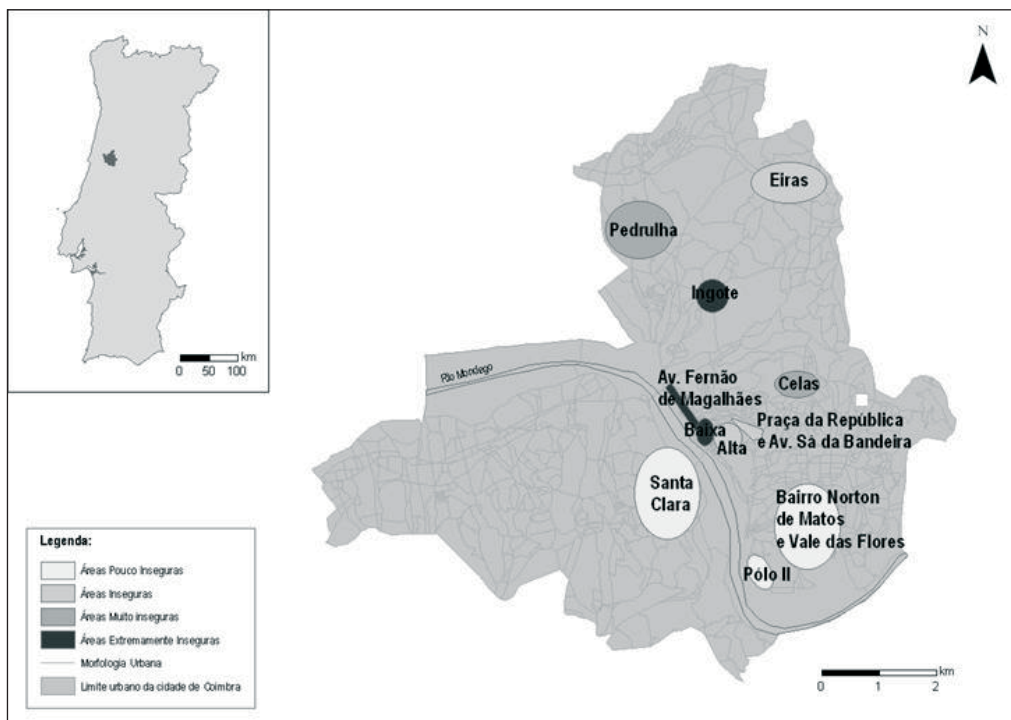 N
Eiras
Pedrulha
Ingote
Rio Mondego
Av. Fernão
de Magalhães
Celas
Baixa
Alta
Praça da República
e Av. Sá da Bandeira
Santa
Clara
Bairro Norton
de Matos
e Vale das Flores
Pólo II
km
0 50 100
Legenda:
Áreas Pouco Inseguras
Áreas Inseguras
Áreas Muito inseguras
Áreas Extremamente Inseguras
Morfologia Urbana
Limite urbano da cidade de Coimbra
km
0 1 2